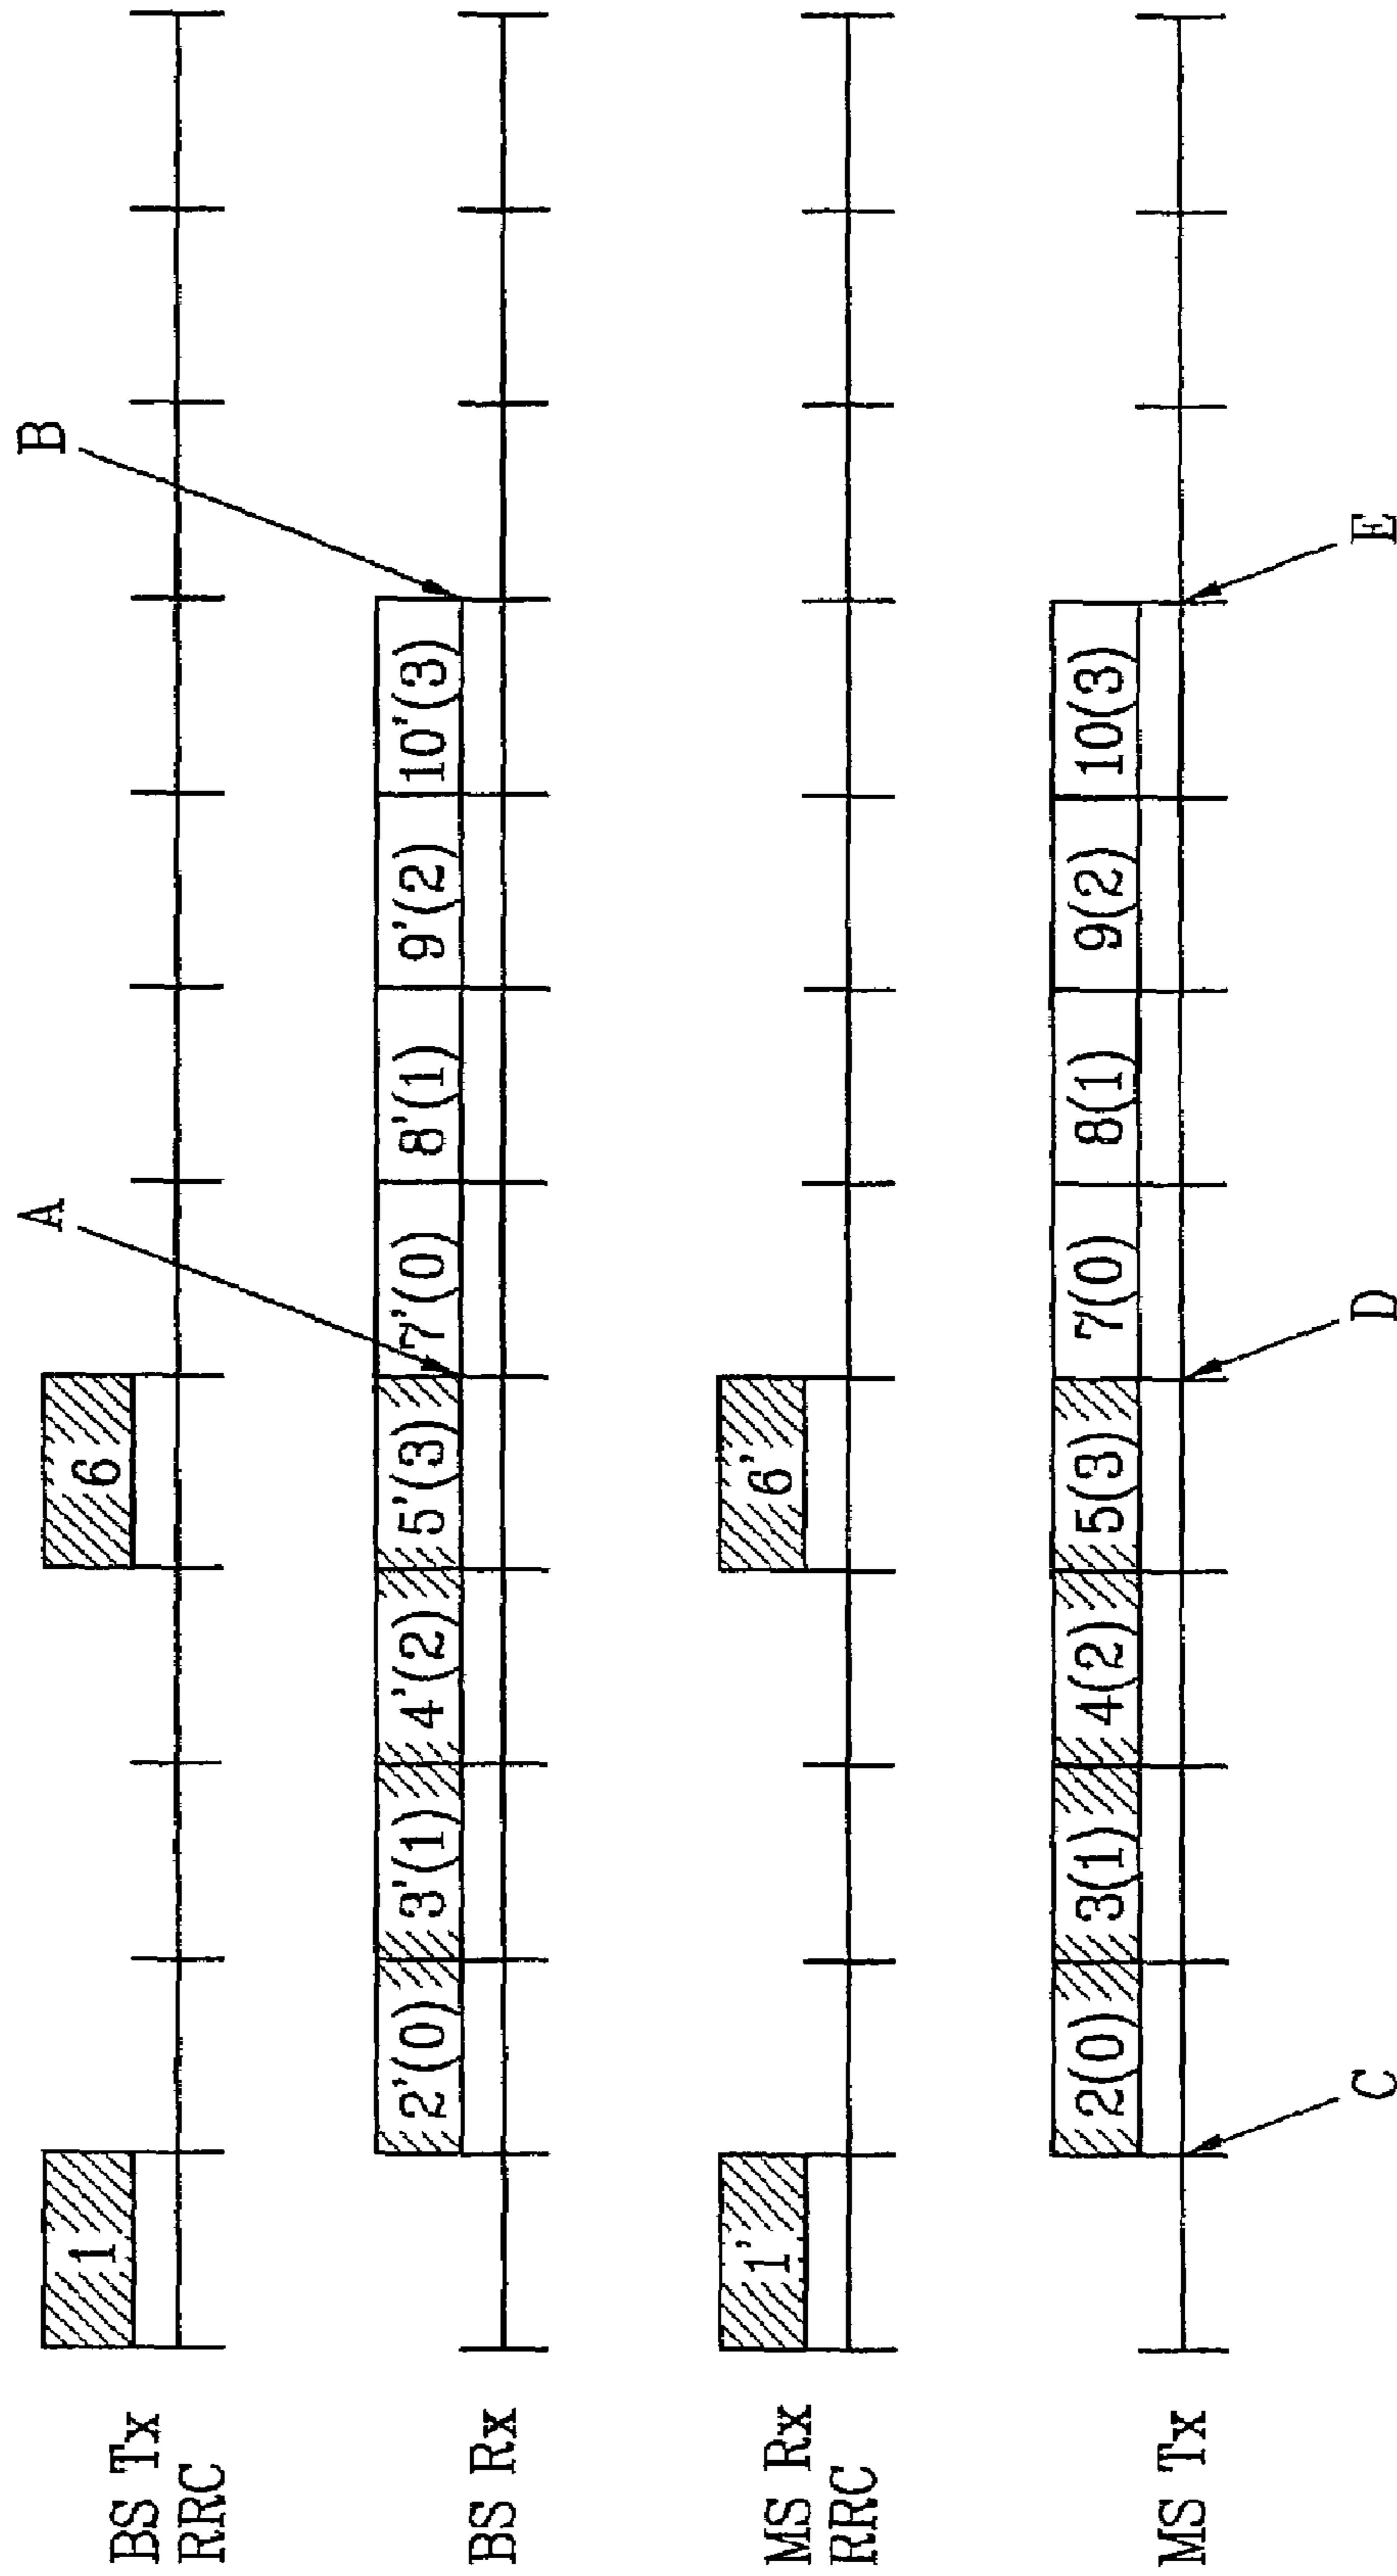 BS Tx
RRC
1
6
A
B
BS Rx
2'(0)
3'(1)
4'(2)
5'(3)
7'(0)
8'(1)
9'(2)
10'(3)
MS Rx
RRC
1'
6'
MS Tx
2(0)
3(1)
4(2)
5(3)
7(0)
8(1)
9(2)
10(3)
C
D
E